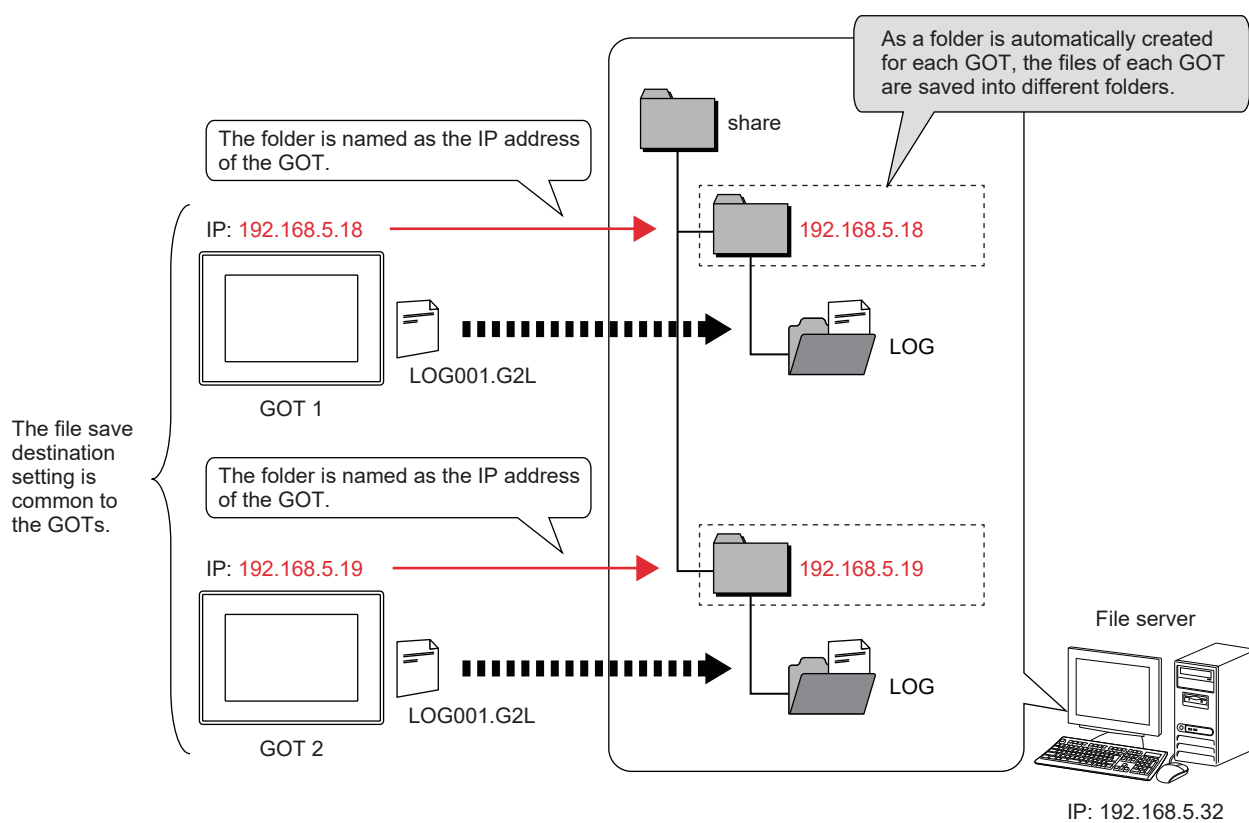 As a folder is automatically created
for each GOT, the files of each GOT
are saved into different folders.
share
The folder is named as the IP address
of the GOT.
IP: 192.168.5.18
192.168.5.18
LOG
LOG001.G2L
GOT 1
The file save
destination
setting is
common to
the GOTs.
The folder is named as the IP address
of the GOT.
IP: 192.168.5.19
192.168.5.19
LOG
LOG001.G2L
GOT 2
File server
IP: 192.168.5.32